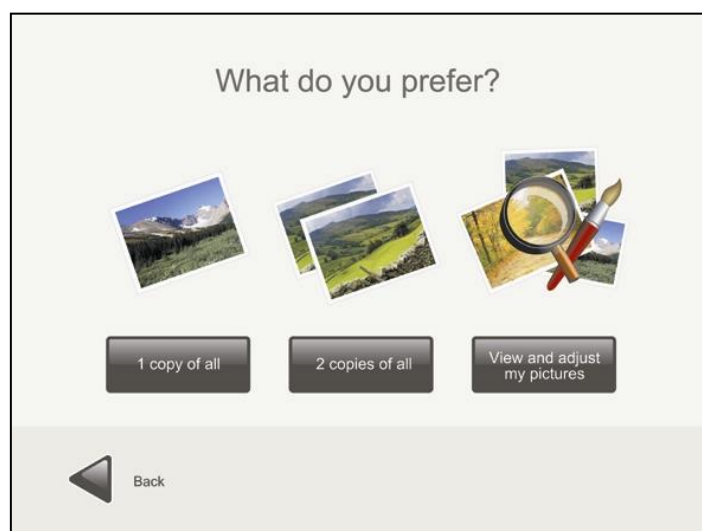 What do you prefer?
1 copy of all
2 copies of all
View and adjust
my pictures
Back